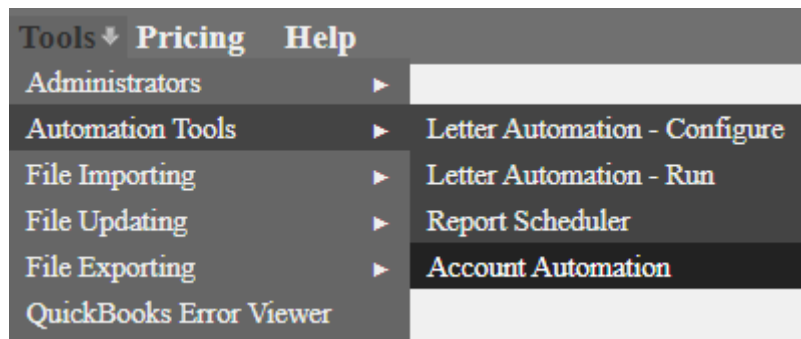 Tools Pricing Help
Administrators
Automation Tools
File Importing
File Updating
File Exporting
QuickBooks Error Viewer
Letter Automation - Configure
Letter Automation - Run
Report Scheduler
Account Automation